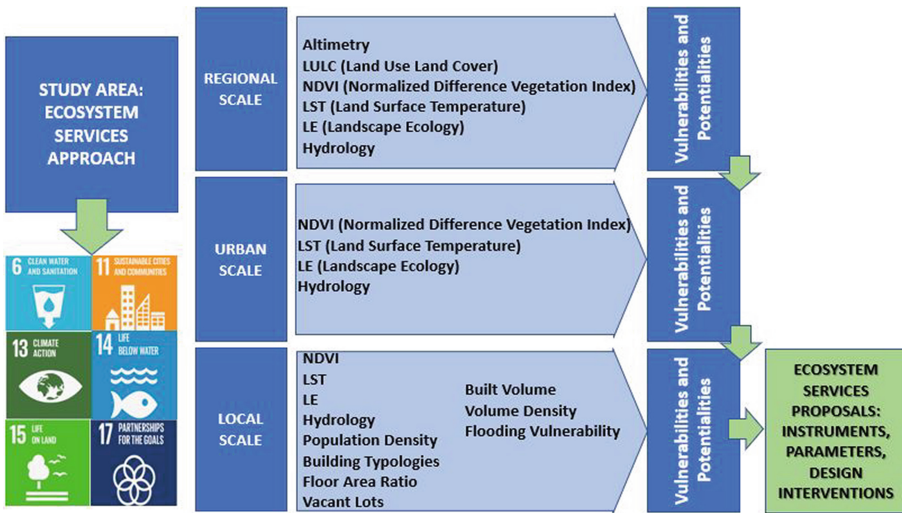 STUDY AREA:
ECOSYSTEM
SERVICES
APPROACH
6 CLEAN WATER
AND SANITATION
11 SUSTAINABLE CITIES
AND COMMUNITIES
13 CLIMATE
ACTION
14 LIFE
BELOW WATER
15 LIFE
ON LAND
17 PARTNERSHIPS
FOR THE GOALS
REGIONAL
SCALE
Altimetry
LULC (Land Use Land Cover)
NDVI (Normalized Difference Vegetation Index)
LST (Land Surface Temperature)
LE (Landscape Ecology)
Hydrology
Vulnerabilities and
Potentialities
URBAN
SCALE
NDVI (Normalized Difference Vegetation Index)
LST (Land Surface Temperature)
LE (Landscape Ecology)
Hydrology
Vulnerabilities and
Potentialities
LOCAL
SCALE
NDVI
LST
LE
Hydrology
Population Density
Building Typologies
Floor Area Ratio
Vacant Lots
Built Volume
Volume Density
Flooding Vulnerability
Vulnerabilities and
Potentialities
ECOSYSTEM
SERVICES
PROPOSALS:
INSTRUMENTS,
PARAMETERS,
DESIGN
INTERVENTIONS